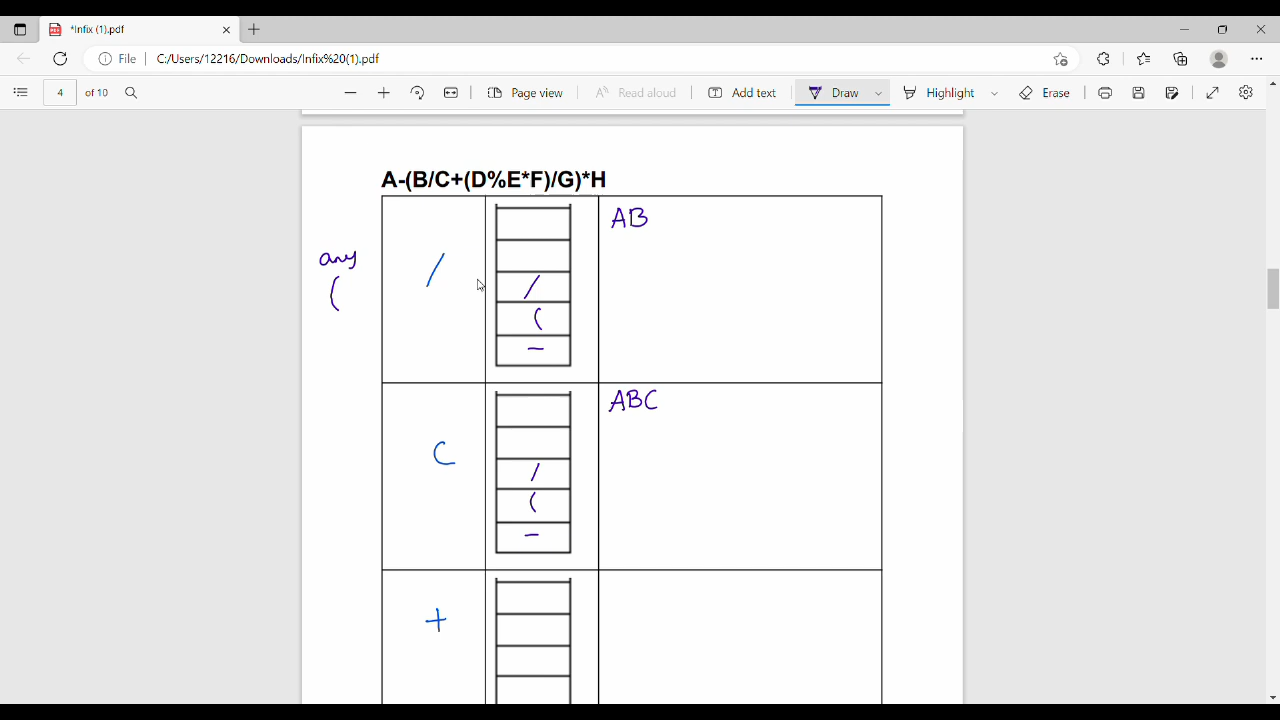 *Infix (1).pdf
File
C:/Users/12216/Downloads/Infix%20(1).pdf
4 of 10
Page view
Read aloud
Add text
Draw
Highlight
Erase
A-(B/C+(D%E*F)/G)*H
any
(
/
/
(
-
AB
C
/
(
-
ABC
+